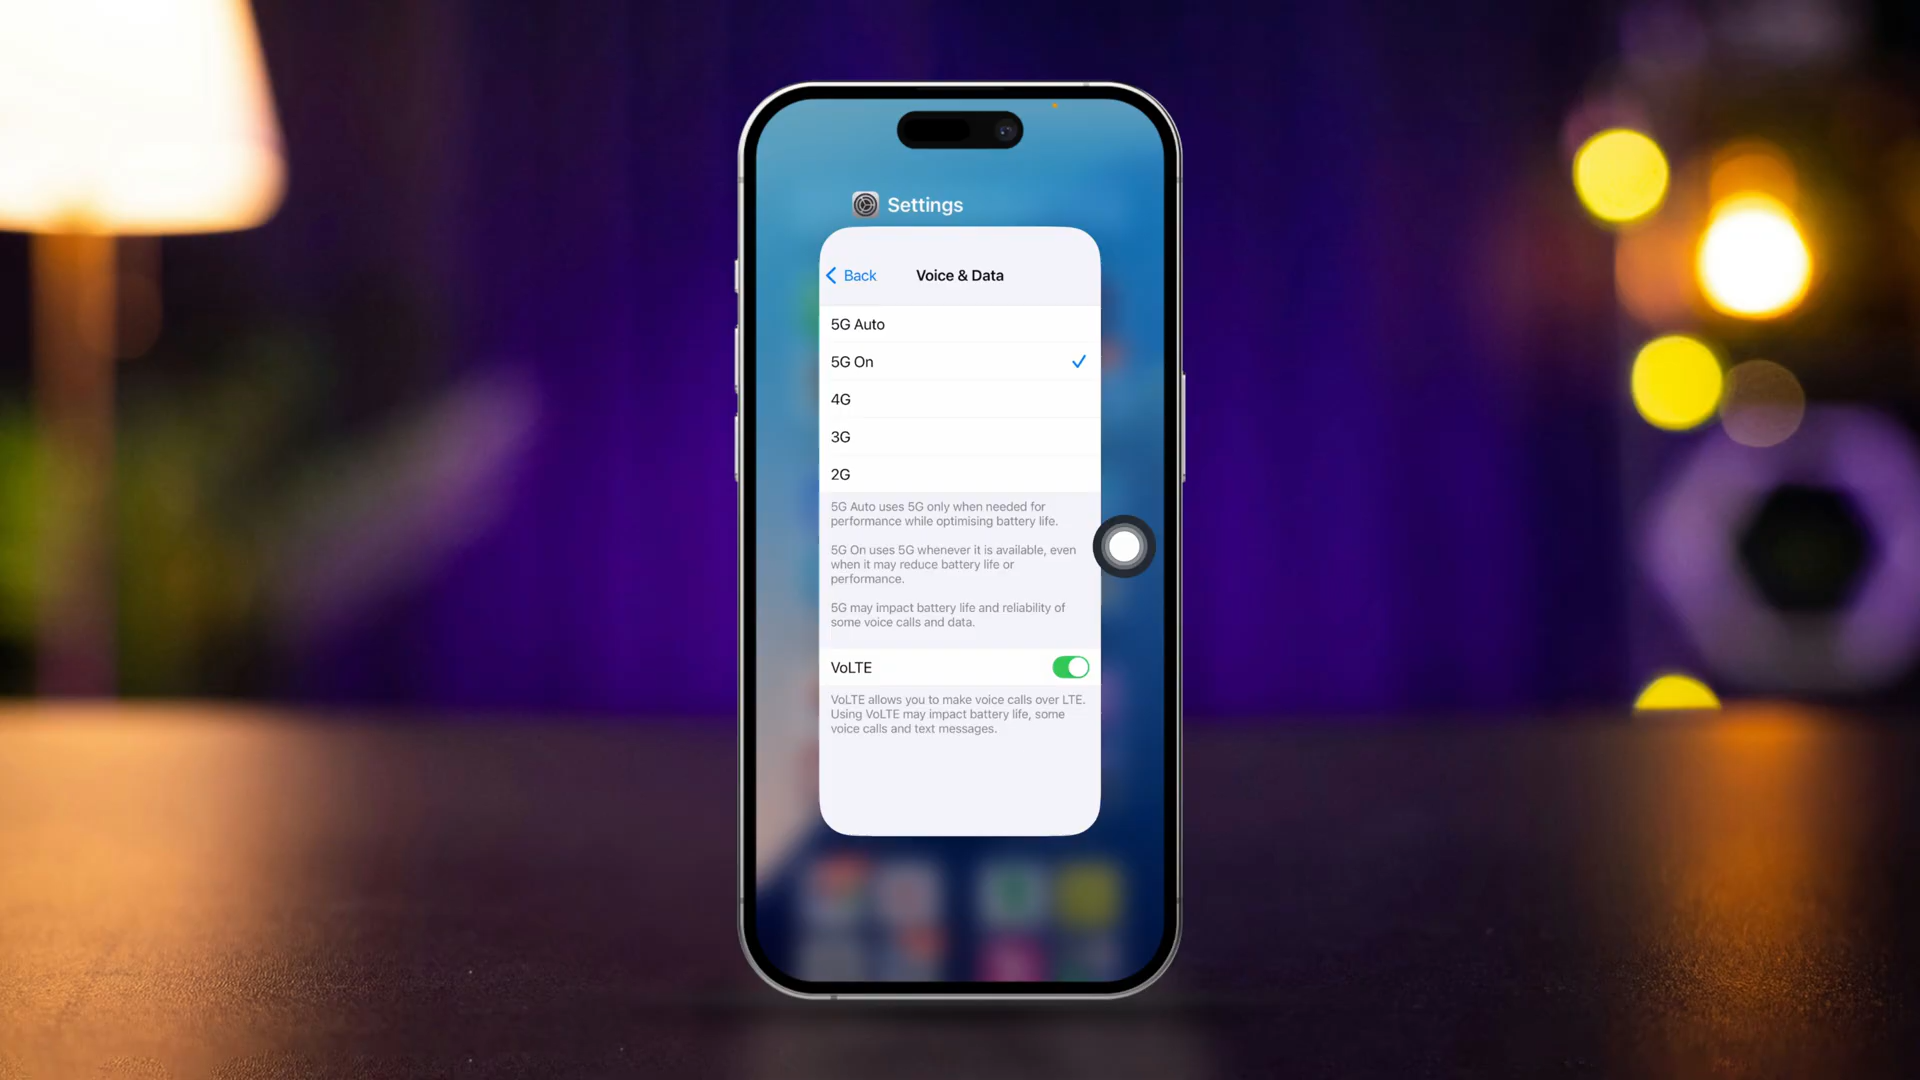 Settings
Back
Voice & Data
5G Auto
5G On
4G
3G
2G
5G Auto uses 5G only when needed for
performance while optimising battery life.
5G On uses 5G whenever it is available, even
when it may reduce battery life or
performance.
5G may impact battery life and reliability of
some voice calls and data.
VoLTE
VoLTE allows you to make voice calls over LTE.
Using VoLTE may impact battery life, some
voice calls and text messages.